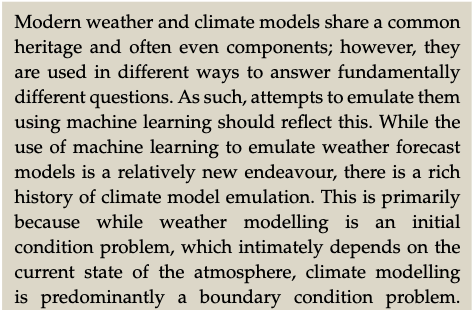 Modern weather and climate models share a common
heritage and often even components; however, they
are used in different ways to answer fundamentally
different questions. As such, attempts to emulate them
using machine learning should reflect this. While the
use of machine learning to emulate weather forecast
models is a relatively new endeavour, there is a rich
history of climate model emulation. This is primarily
because while weather modelling is an initial
condition problem, which intimately depends on the
current state of the atmosphere, climate modelling
is predominantly a boundary condition problem.